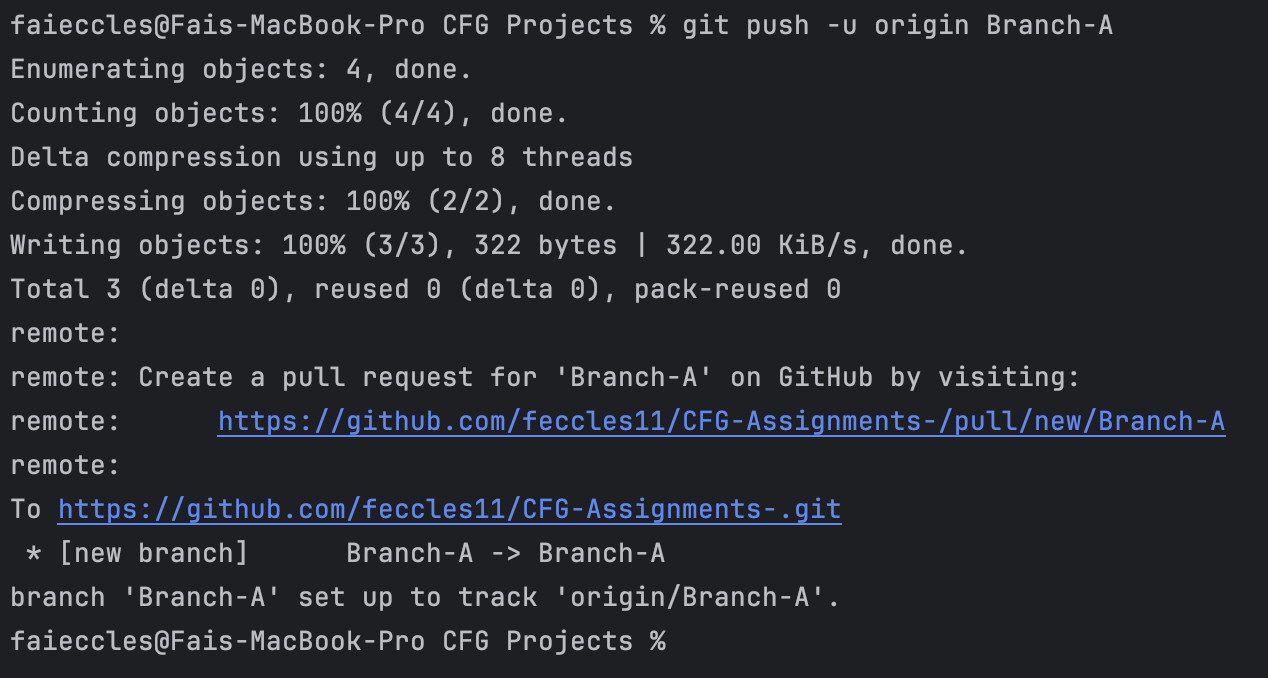 faieccles@Fais-MacBook-Pro CFG Projects % git push -u origin Branch-A
Enumerating objects: 4, done.
Counting objects: 100% (4/4), done.
Delta compression using up to 8 threads
Compressing objects: 100% (2/2), done.
Writing objects: 100% (3/3), 322 bytes | 322.00 KiB/s, done.
Total 3 (delta 0), reused 0 (delta 0), pack-reused 0
remote:
remote: Create a pull request for 'Branch-A' on GitHub by visiting:
remote:      https://github.com/feccles11/CFG-Assignments-/pull/new/Branch-A
remote:
To https://github.com/feccles11/CFG-Assignments-.git
 * [new branch]      Branch-A -> Branch-A
branch 'Branch-A' set up to track 'origin/Branch-A'.
faieccles@Fais-MacBook-Pro CFG Projects %